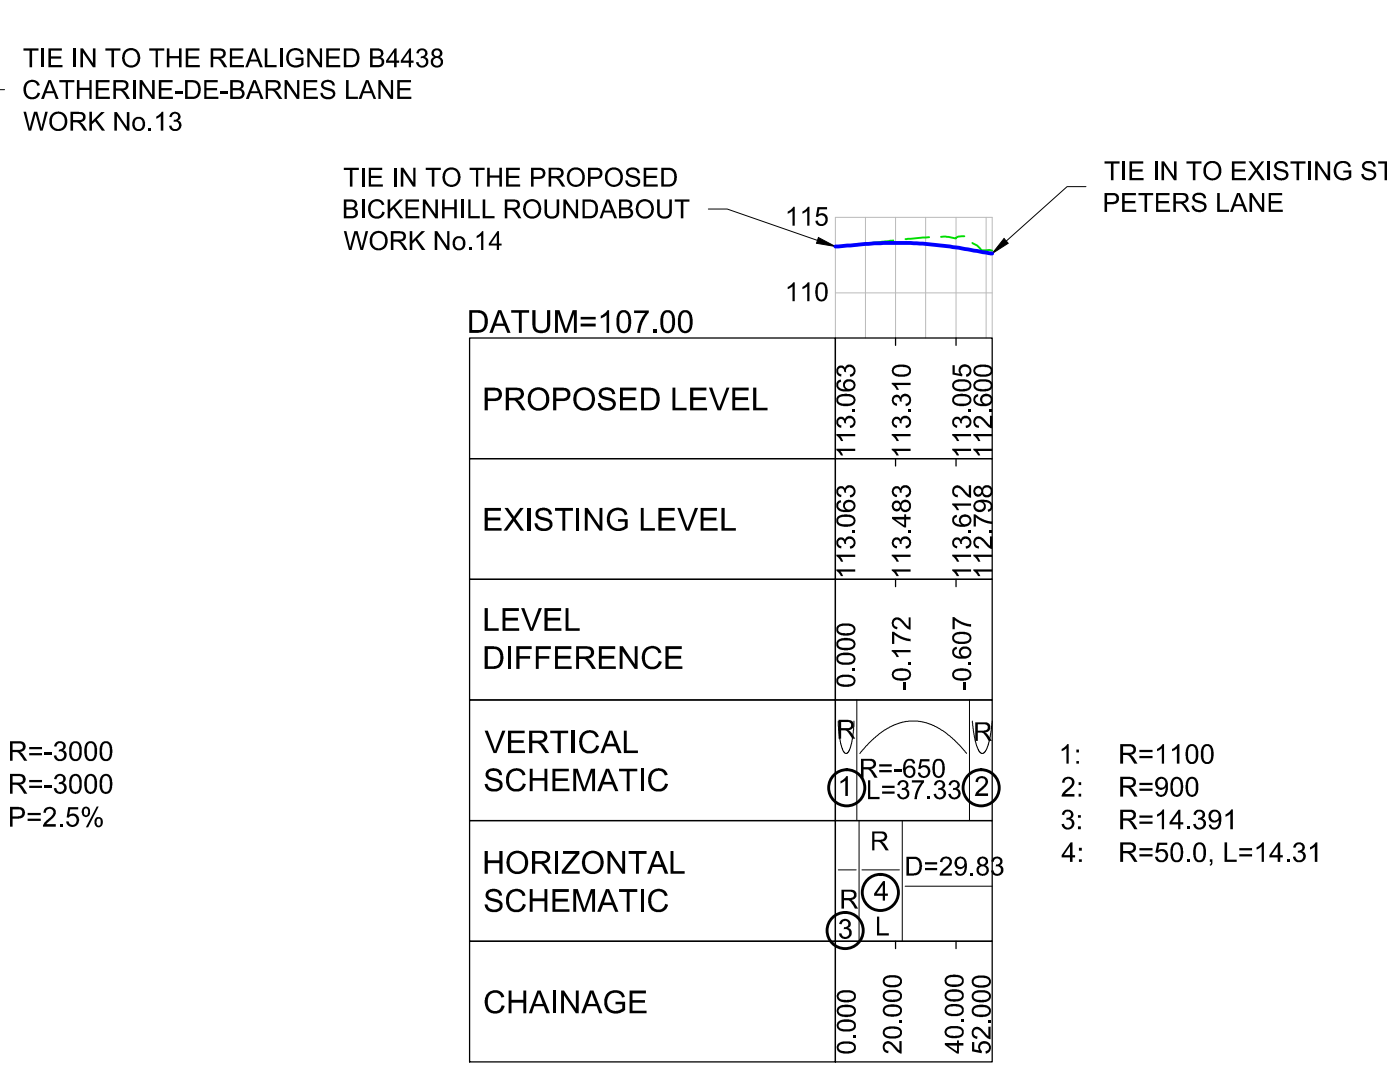 TIE IN TO THE REALIGNED B4438
CATHERINE-DE-BARNES LANE
WORK No.13
TIE IN TO THE PROPOSED
BICKENHILL ROUNDABOUT
WORK No.14
TIE IN TO EXISTING ST
PETERS LANE
115
110
DATUM=107.00
PROPOSED LEVEL
113.063
113.310
113.005
112.600
EXISTING LEVEL
113.063
113.483
113.612
112.798
LEVEL
DIFFERENCE
0.000
-0.172
-0.607
VERTICAL
SCHEMATIC
R
1
R=-650
L=37.33
R
2
HORIZONTAL
SCHEMATIC
R
3
R
4
L
D=29.83
CHAINAGE
0.000
20.000
40.000
52.000
R=-3000
R=-3000
P=2.5%
1: R=1100
2: R=900
3: R=14.391
4: R=50.0, L=14.31